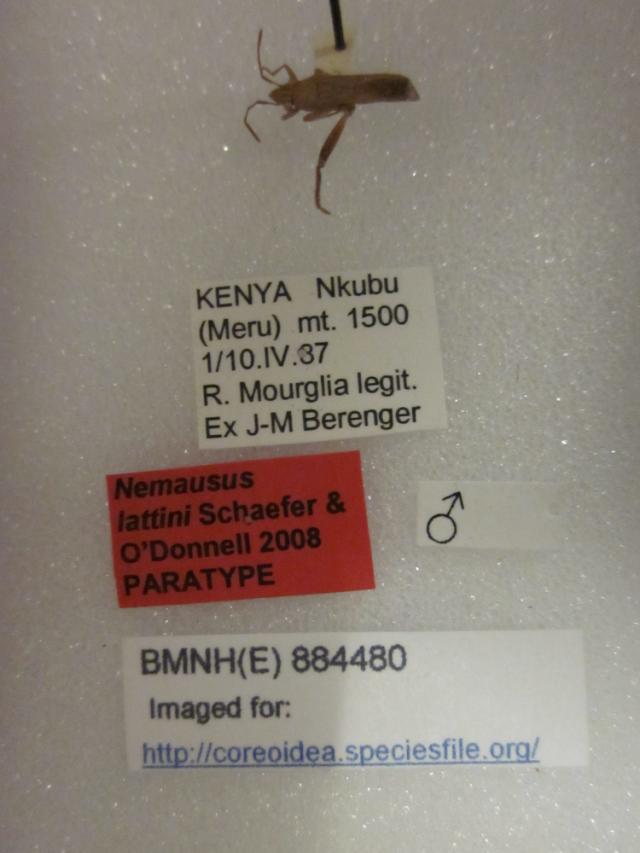 KENYA Nkubu
(Meru) mt. 1500
1/10.IV.87
R. Mourglia legit.
Ex J-M Berenger
Nemausus
lattini Schaefer &
O'Donnell 2008
PARATYPE
♂
BMNH(E) 884480
Imaged for:
http://coreoidea.speciesfile.org/